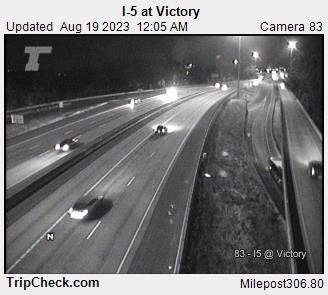 I-5 at Victory
Updated Aug 19 2023 12:05 AM Camera 83
T
N
83 - I5 @ Victory
TripCheck.com Milepost306.80